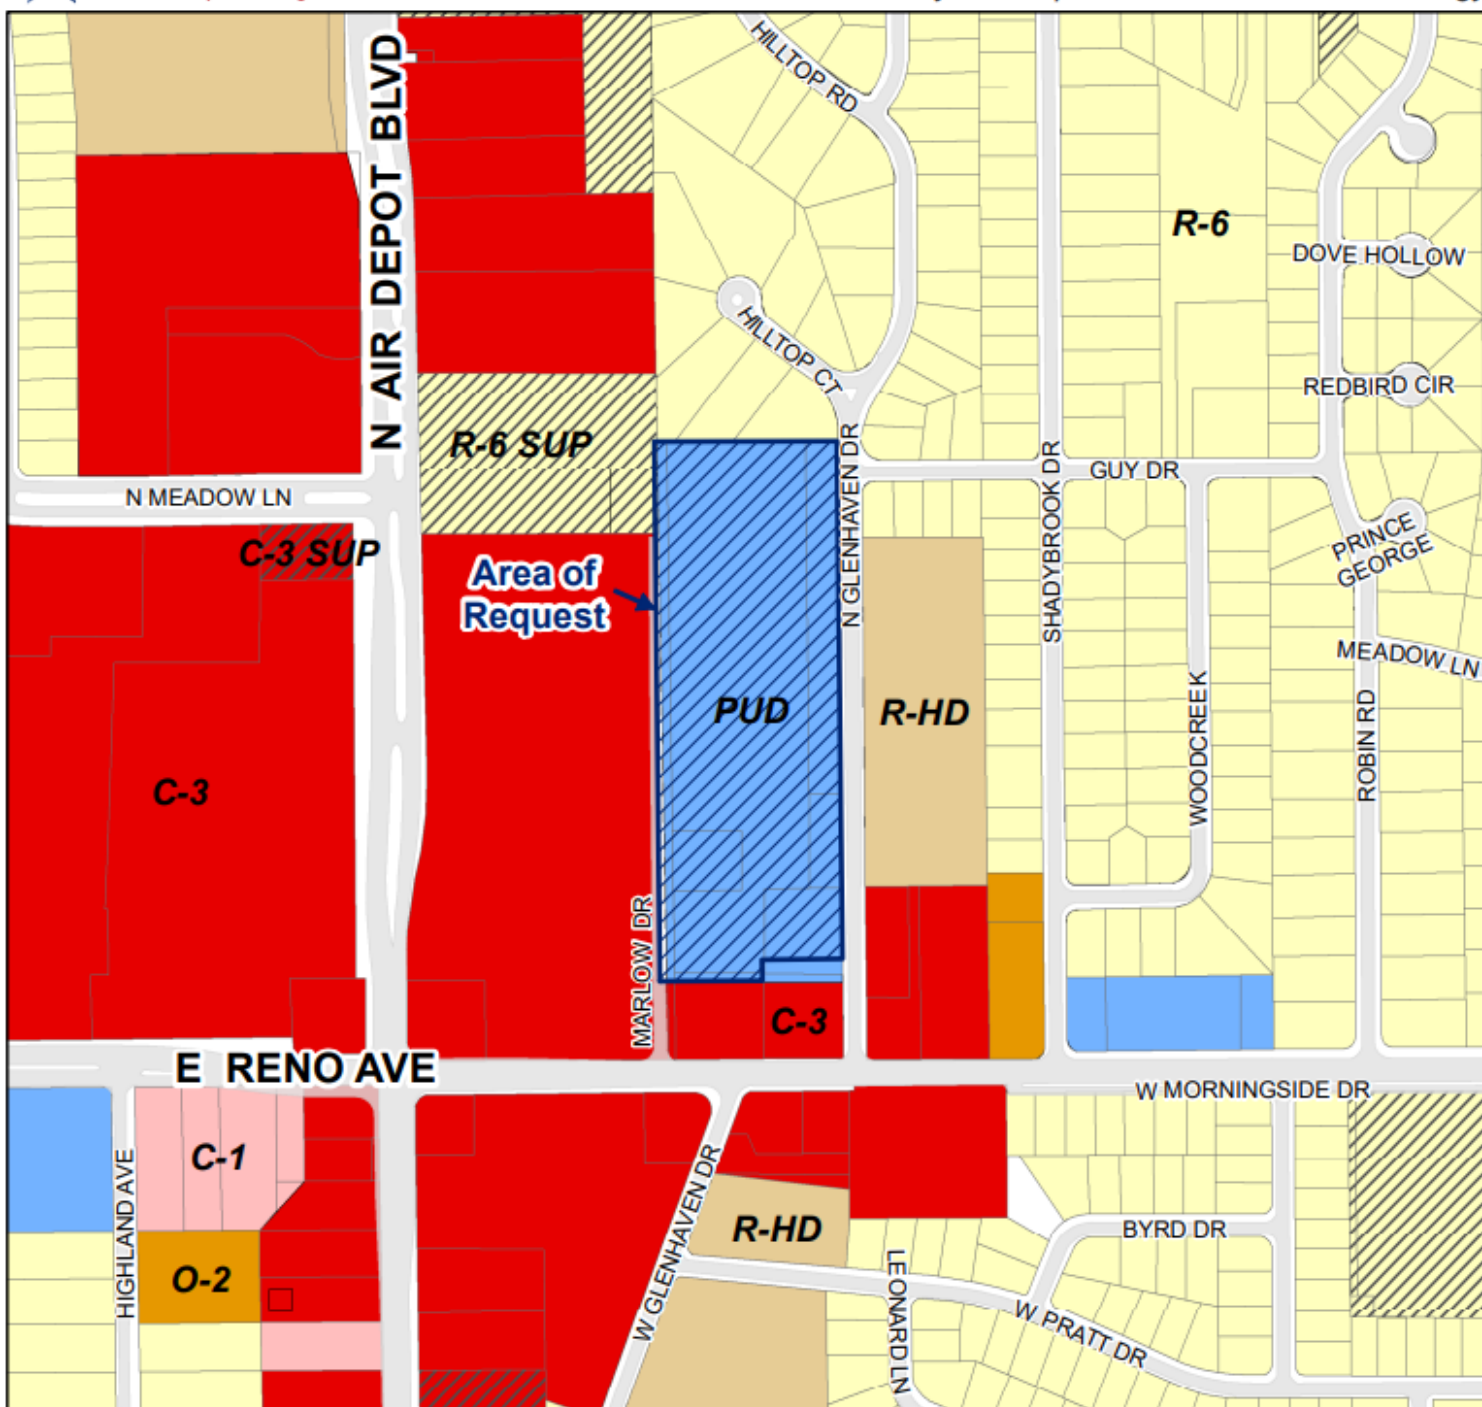 HILLTOP RD
N AIR DEPOT BLVD
R-6
DOVE HOLLOW
HILLTOP CT
REDBIRD CIR
R-6 SUP
N GLENHAVEN DR
SHADYBROOK DR
GUY DR
N MEADOW LN
C-3 SUP
PRINCE
GEORGE
Area of
Request
MEADOW LN
PUD
R-HD
WOODCREEK
ROBIN RD
C-3
MARLOW DR
C-3
E RENO AVE
W MORNINGSIDE DR
C-1
HIGHLAND AVE
W GLENHAVEN DR
R-HD
BYRD DR
O-2
LEONARD LN
W PRATT DR